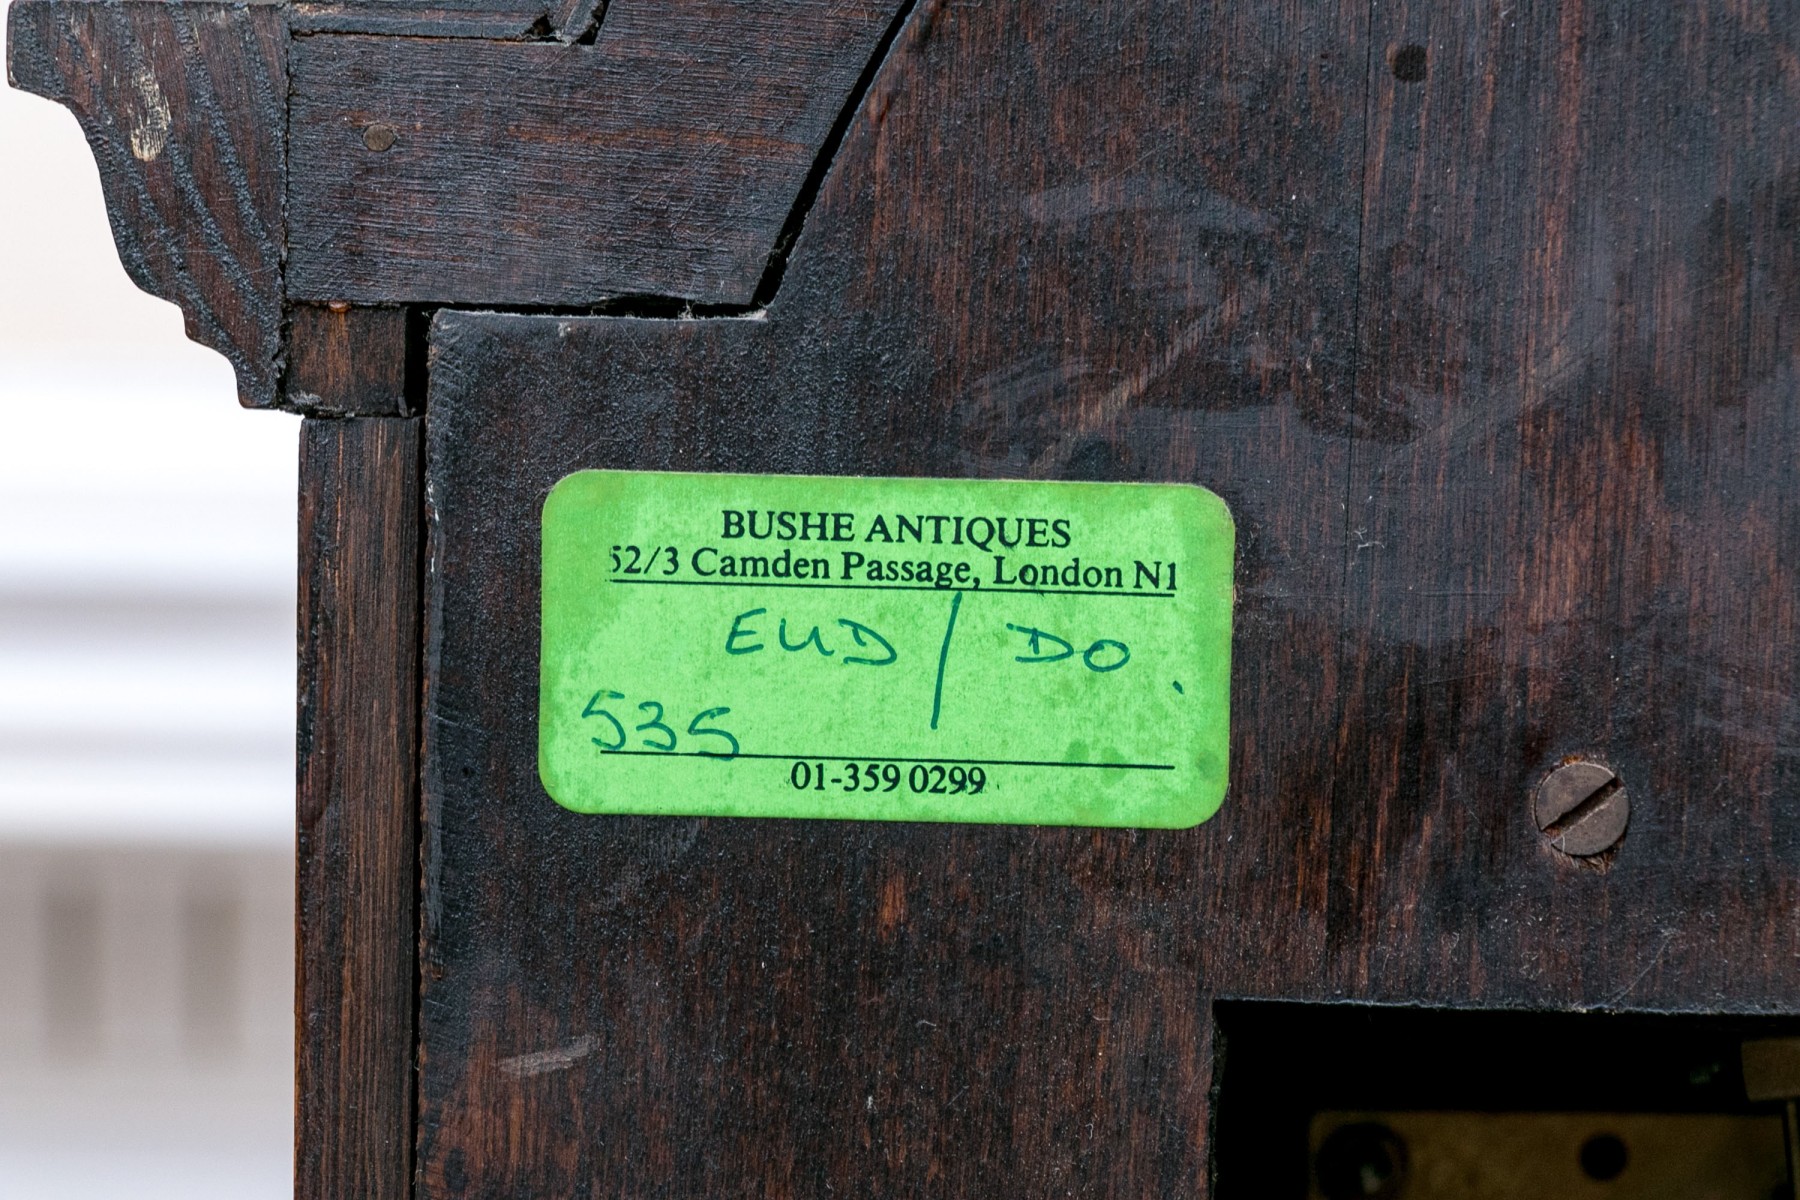 BUSHE ANTIQUES
52/3 Camden Passage, London N1
EUD / DO.
535
01-359 0299